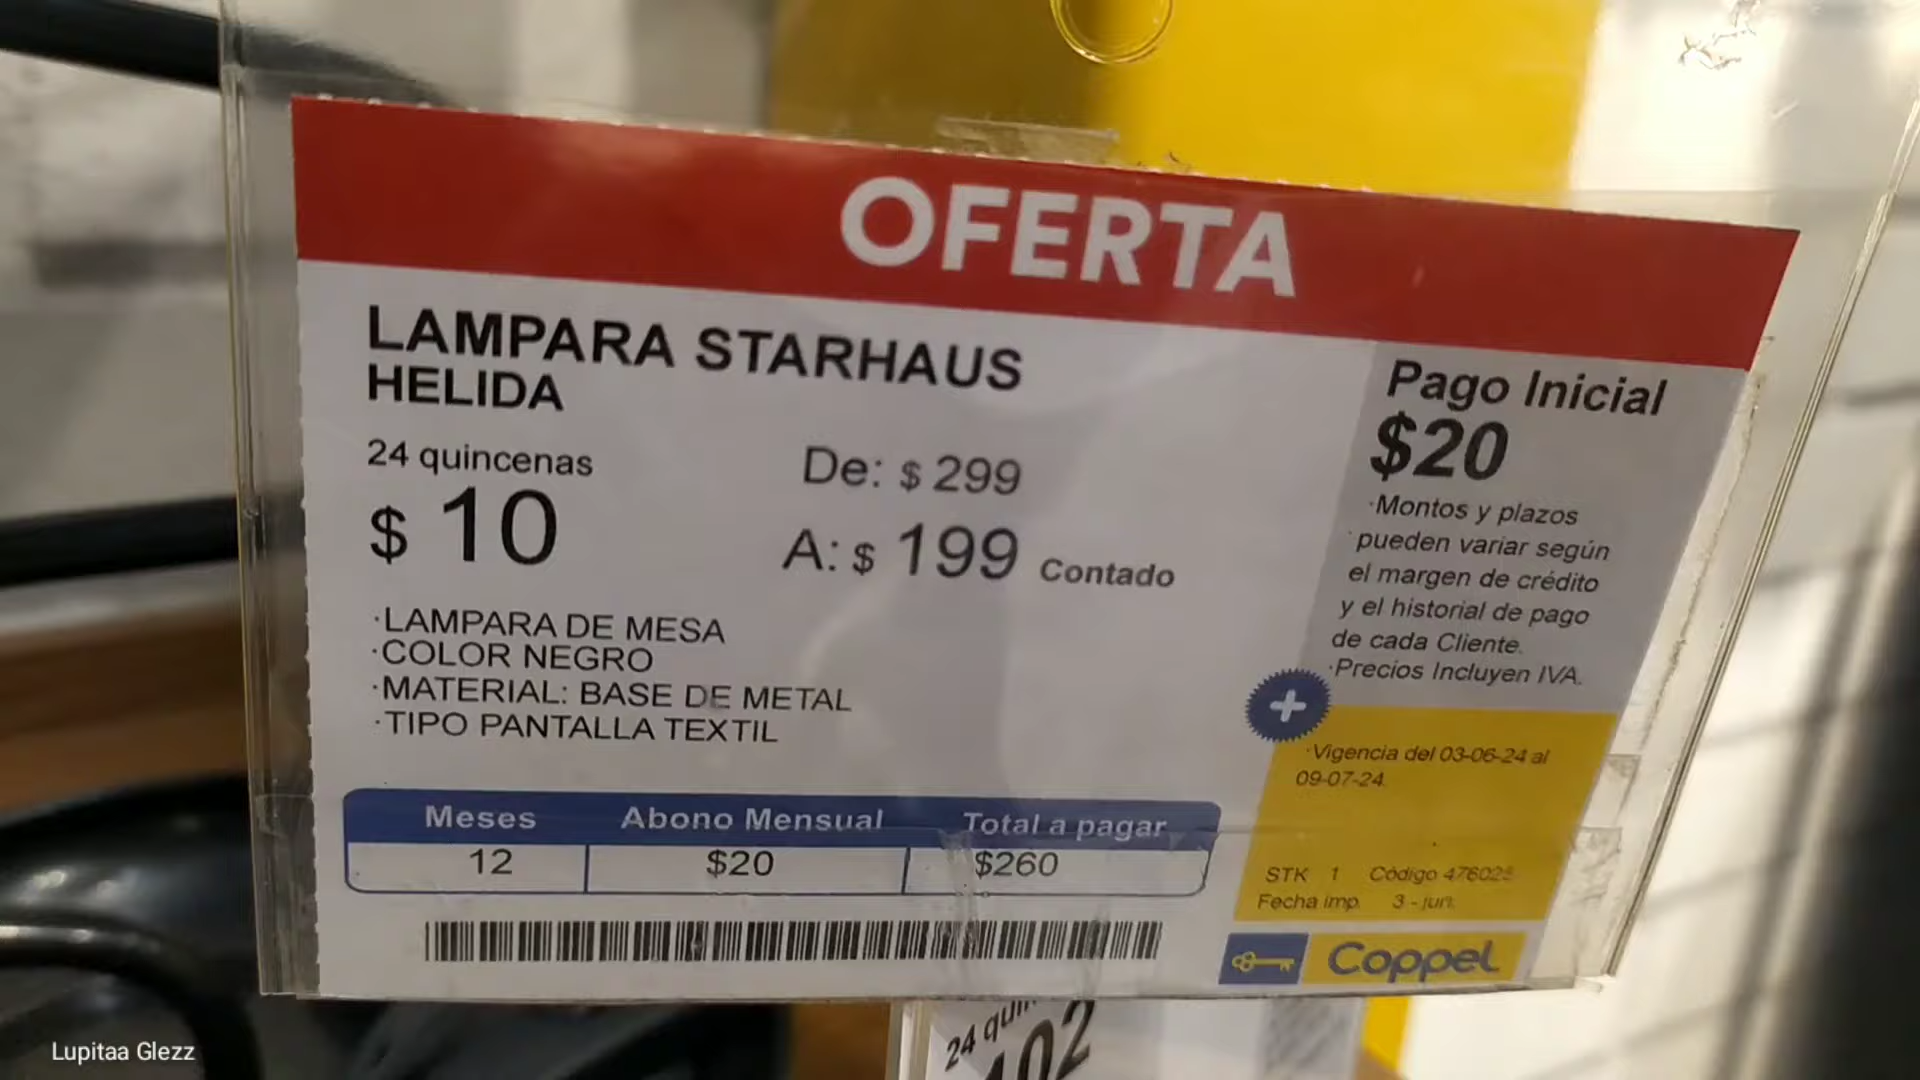 OFERTA
LAMPARA STARHAUS
HELIDA
24 quincenas
$ 10
De: $ 299
A: $ 199 Contado
·LAMPARA DE MESA
·COLOR NEGRO
·MATERIAL: BASE DE METAL
·TIPO PANTALLA TEXTIL
Meses Abono Mensual Total a pagar
12 $20 $260
Pago Inicial
$20
·Montos y plazos
pueden variar según
el margen de crédito
y el historial de pago
de cada Cliente.
·Precios Incluyen IVA.
+
·Vigencia del 03-06-24 al
09-07-24.
STK 1 Código
Fecha imp. 3 - jun.
Coppel
24
102
Lupitaa Glezz